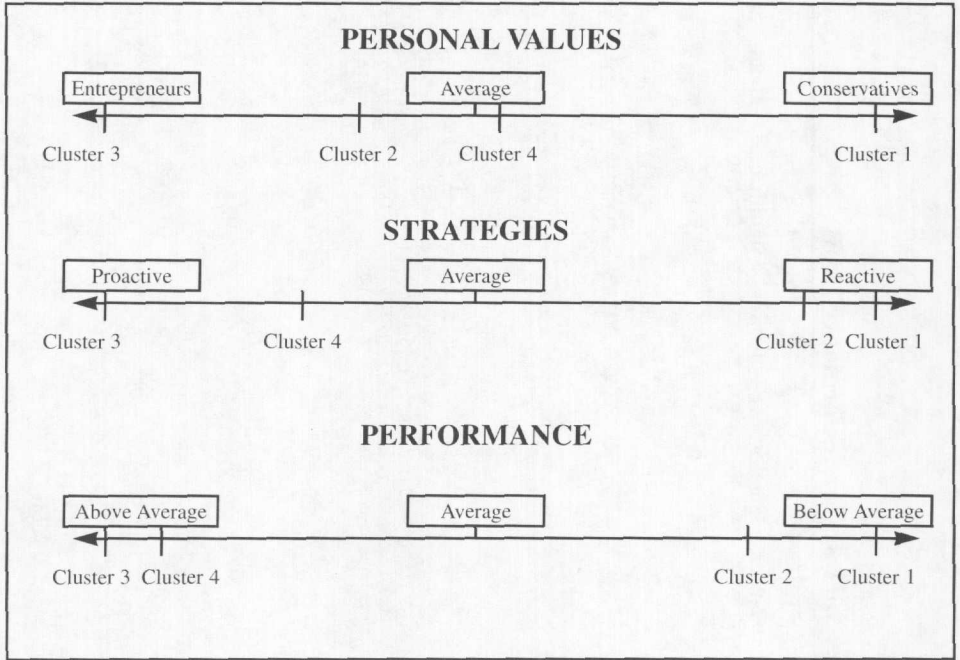 PERSONAL VALUES
Entrepreneurs Average Conservatives
Cluster 3 Cluster 2 Cluster 4 Cluster 1
STRATEGIES
Proactive Average Reactive
Cluster 3 Cluster 4 Cluster 2 Cluster 1
PERFORMANCE
Above Average Average Below Average
Cluster 3 Cluster 4 Cluster 2 Cluster 1